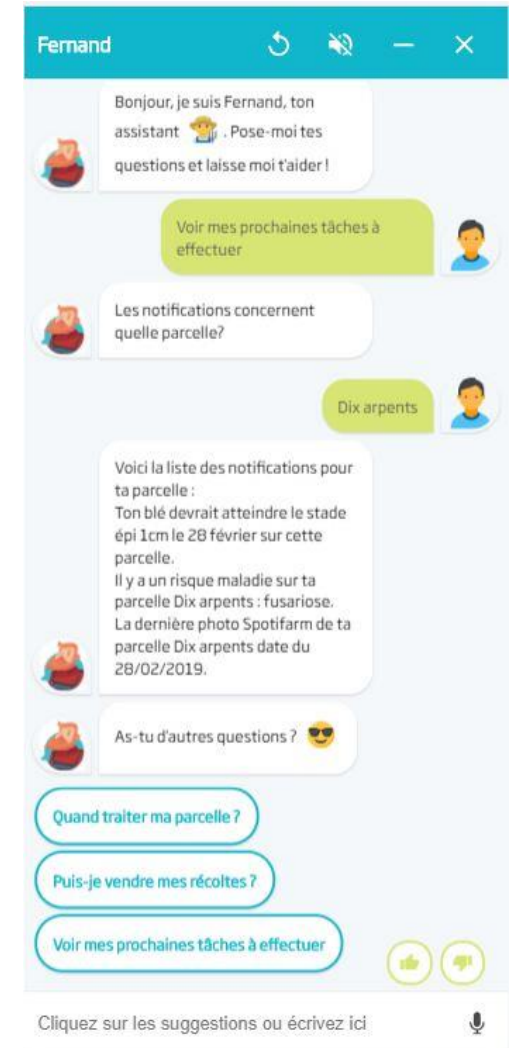 Fernand
Bonjour, je suis Fernand, ton
assistant . Pose-moi tes
questions et laisse moi t'aider !
Voir mes prochaines tâches à
effectuer
Les notifications concernent
quelle parcelle?
Dix arpents
Voici la liste des notifications pour
ta parcelle :
Ton blé devrait atteindre le stade
épi 1cm le 28 février sur cette
parcelle.
Il y a un risque maladie sur ta
parcelle Dix arpents : fusariose.
La dernière photo Spotifarm de ta
parcelle Dix arpents date du
28/02/2019.
As-tu d'autres questions ?
Quand traiter ma parcelle ?
Puis-je vendre mes récoltes ?
Voir mes prochaines tâches à effectuer
Cliquez sur les suggestions ou écrivez ici